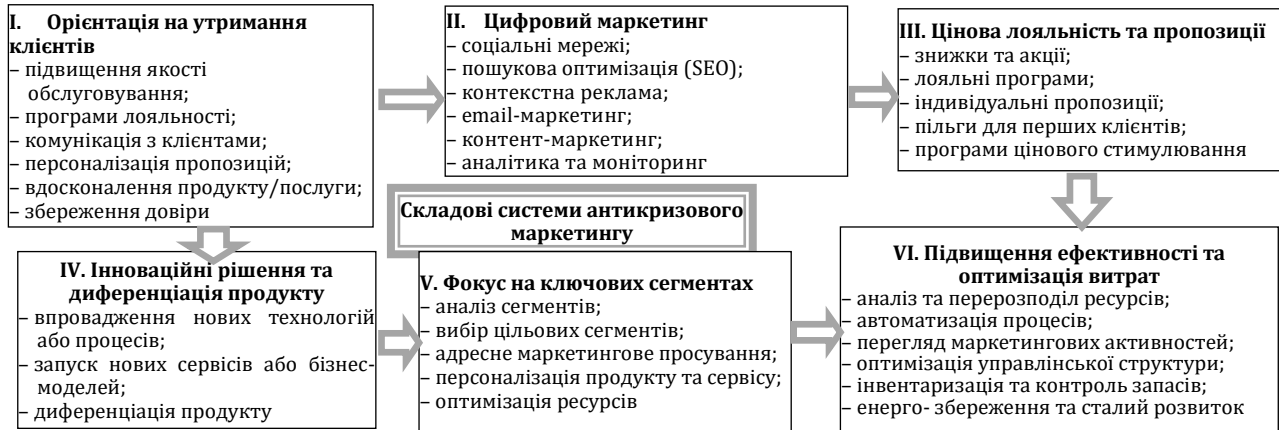 I. Орієнтація на утримання
клієнтів
– підвищення якості
обслуговування;
– програми лояльності;
– комунікація з клієнтами;
– персоналізація пропозицій;
– вдосконалення продукту/послуги;
– збереження довіри
II. Цифровий маркетинг
– соціальні мережі;
– пошукова оптимізація (SEO);
– контекстна реклама;
– email-маркетинг;
– контент-маркетинг;
– аналітика та моніторинг
III. Цінова лояльність та пропозиції
– знижки та акції;
– лояльні програми;
– індивідуальні пропозиції;
– пільги для перших клієнтів;
– програми цінового стимулювання
Складові системи антикризового
маркетингу
IV. Інноваційні рішення та
диференціація продукту
– впровадження нових технологій
або процесів;
– запуск нових сервісів або бізнес-
моделей;
– диференціація продукту
V. Фокус на ключових сегментах
– аналіз сегментів;
– вибір цільових сегментів;
– адресне маркетингове просування;
– персоналізація продукту та сервісу;
– оптимізація ресурсів
VI. Підвищення ефективності та
оптимізація витрат
– аналіз та перерозподіл ресурсів;
– автоматизація процесів;
– перегляд маркетингових активностей;
– оптимізація управлінської структури;
– інвентаризація та контроль запасів;
– енерго- збереження та сталий розвиток